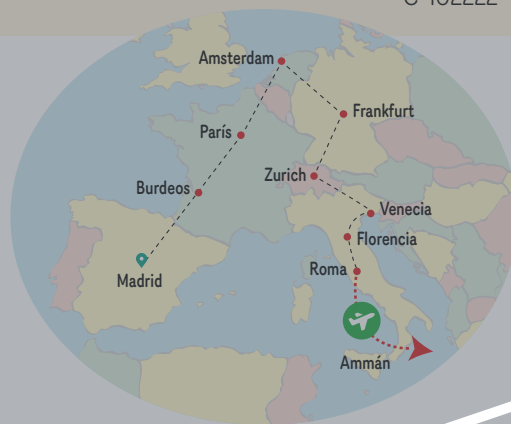 Amsterdam
Frankfurt
París
Zurich
Burdeos
Venecia
Florencia
Roma
Madrid
Ammán